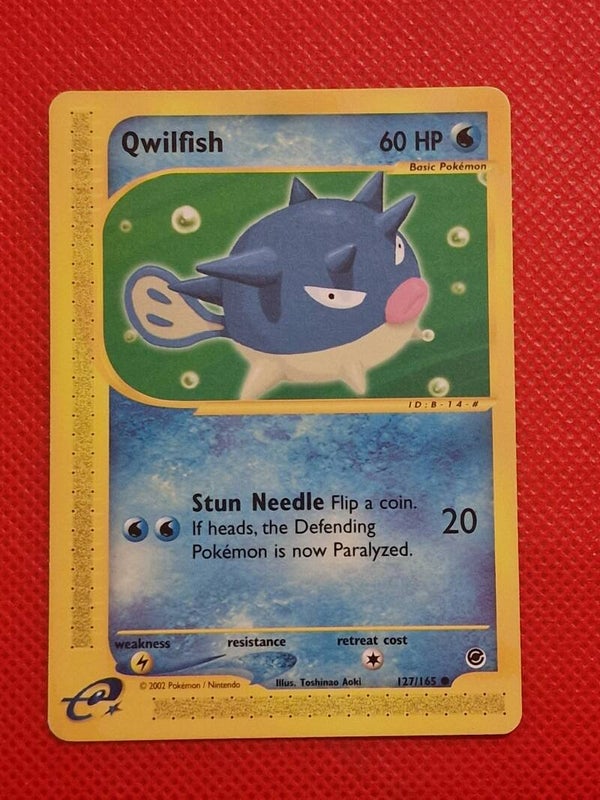 Qwilfish 60 HP
Basic Pokémon
ID:B-14-#
Stun Needle Flip a coin.
If heads, the Defending 20
Pokémon is now Paralyzed.
weakness resistance retreat cost
© 2002 Pokémon / Nintendo Illus. Toshinao Aoki 127/165
e